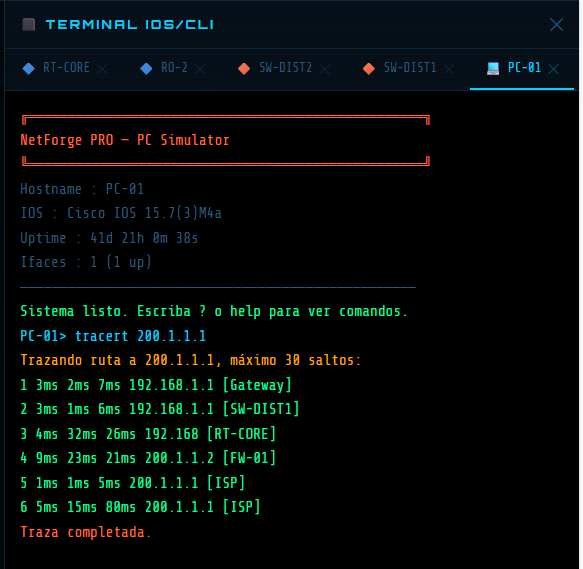 TERMINAL IOS/CLI
RT-CORE RO-2 SW-DIST2 SW-DIST1 PC-01
NetForge PRO — PC Simulator
Hostname : PC-01
IOS : Cisco IOS 15.7(3)M4a
Uptime : 41d 21h 0m 38s
Ifaces : 1 (1 up)
Sistema listo. Escriba ? o help para ver comandos.
PC-01> tracert 200.1.1.1
Trazando ruta a 200.1.1.1, máximo 30 saltos:
1 3ms 2ms 7ms 192.168.1.1 [Gateway]
2 3ms 1ms 6ms 192.168.1.1 [SW-DIST1]
3 4ms 32ms 26ms 192.168 [RT-CORE]
4 9ms 23ms 21ms 200.1.1.2 [FW-01]
5 1ms 1ms 5ms 200.1.1.1 [ISP]
6 5ms 15ms 80ms 200.1.1.1 [ISP]
Traza completada.